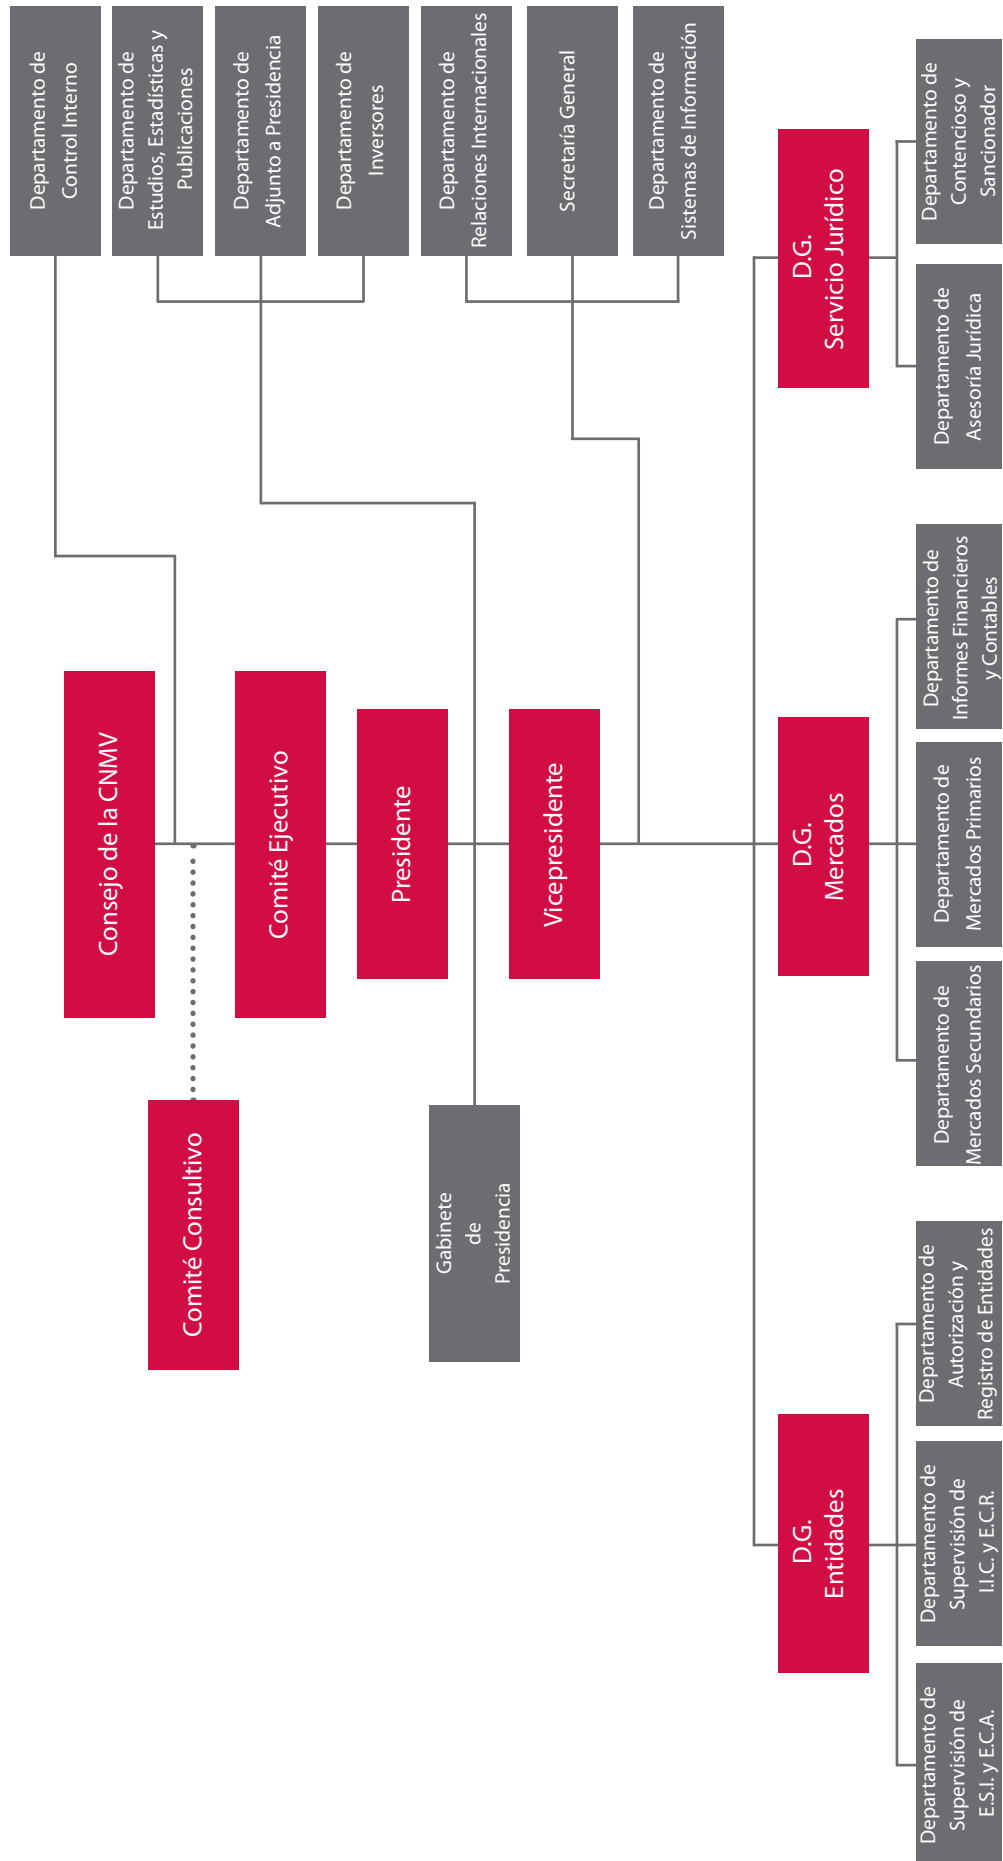 Consejo de la CNMV
Comité Consultivo
Comité Ejecutivo
Presidente
Gabinete
de
Presidencia
Vicepresidente
Departamento de
Control Interno
Departamento de
Estudios, Estadísticas y
Publicaciones
Departamento de
Adjunto a Presidencia
Departamento de
Inversores
Departamento de
Relaciones Internacionales
Secretaría General
Departamento de
Sistemas de Información
D.G.
Entidades
D.G.
Mercados
D.G.
Servicio Jurídico
Departamento de
Supervisión de
E.S.I. y E.C.A.
Departamento de
Supervisión de
I.I.C. y E.C.R.
Departamento de
Autorización y
Registro de Entidades
Departamento de
Mercados Secundarios
Departamento de
Mercados Primarios
Departamento de
Informes Financieros
y Contables
Departamento de
Asesoría Jurídica
Departamento de
Contencioso y
Sancionador